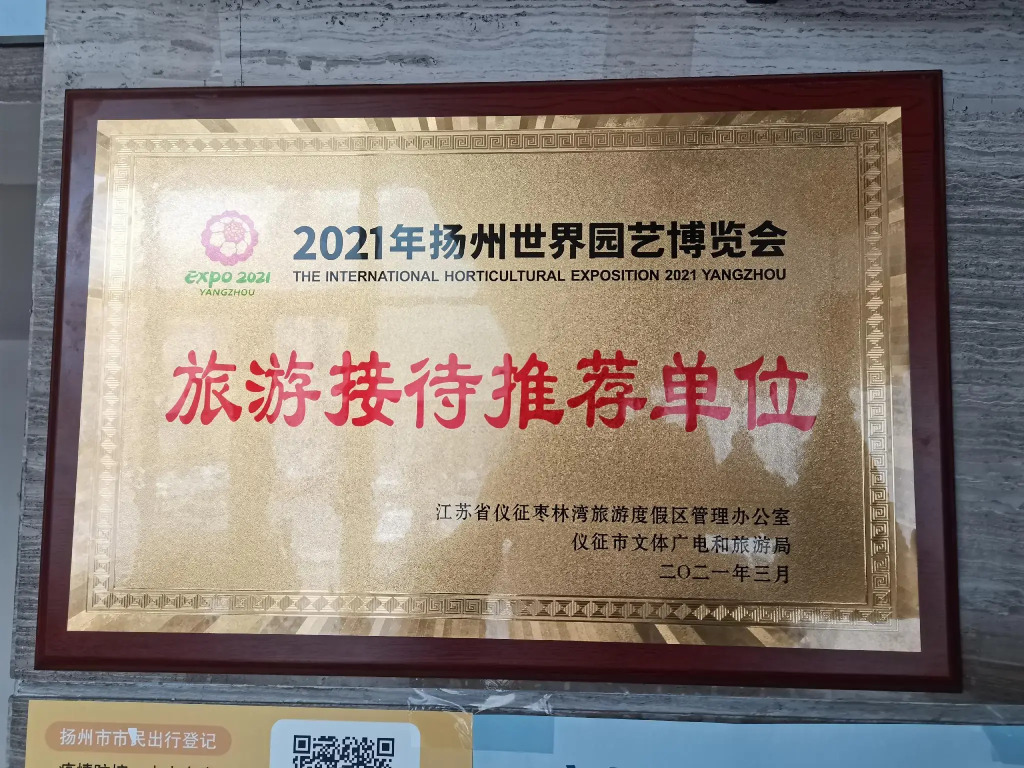 2021年扬州世界园艺博览会
THE INTERNATIONAL HORTICULTURAL EXPOSITION 2021 YANGZHOU
EXPO 2021
YANGZHOU
旅游接待推荐单位
江苏省仪征枣林湾旅游度假区管理办公室
仪征市文体广电和旅游局
二〇二一年三月
扬州市市民出行登记